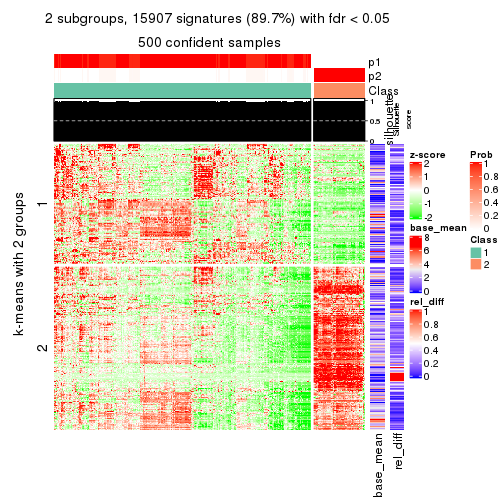 2 subgroups, 15907 signatures (89.7%) with fdr < 0.05
500 confident samples
p1
p2
Class
1
0.5
0
silhouette
Silhouette
score
k-means with 2 groups
1
2
base_mean
rel_diff
z-score
2
1
0
-1
-2
base_mean
8
6
4
2
0
rel_diff
1
0.8
0.6
0.4
0.2
0
Prob
1
0.8
0.6
0.4
0.2
0
Class
1
2